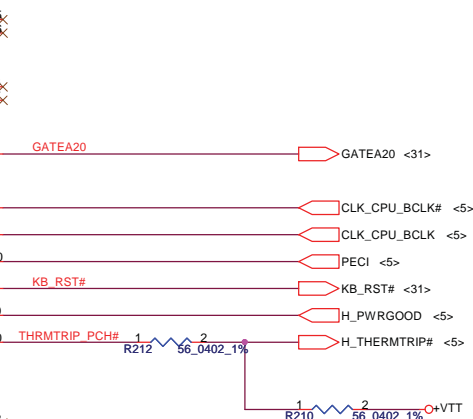 GATEA20 GATEA20 <31>
CLK_CPU_BCLK# <5>
CLK_CPU_BCLK <5>
PECI <5>
KB_RST# KB_RST# <31>
H_PWRGOOD <5>
THRMTRIP_PCH# 1 2 H_THERMTRIP# <5>
R212 56_0402_1%
1 2 +VTT
R210 56_0402_1%